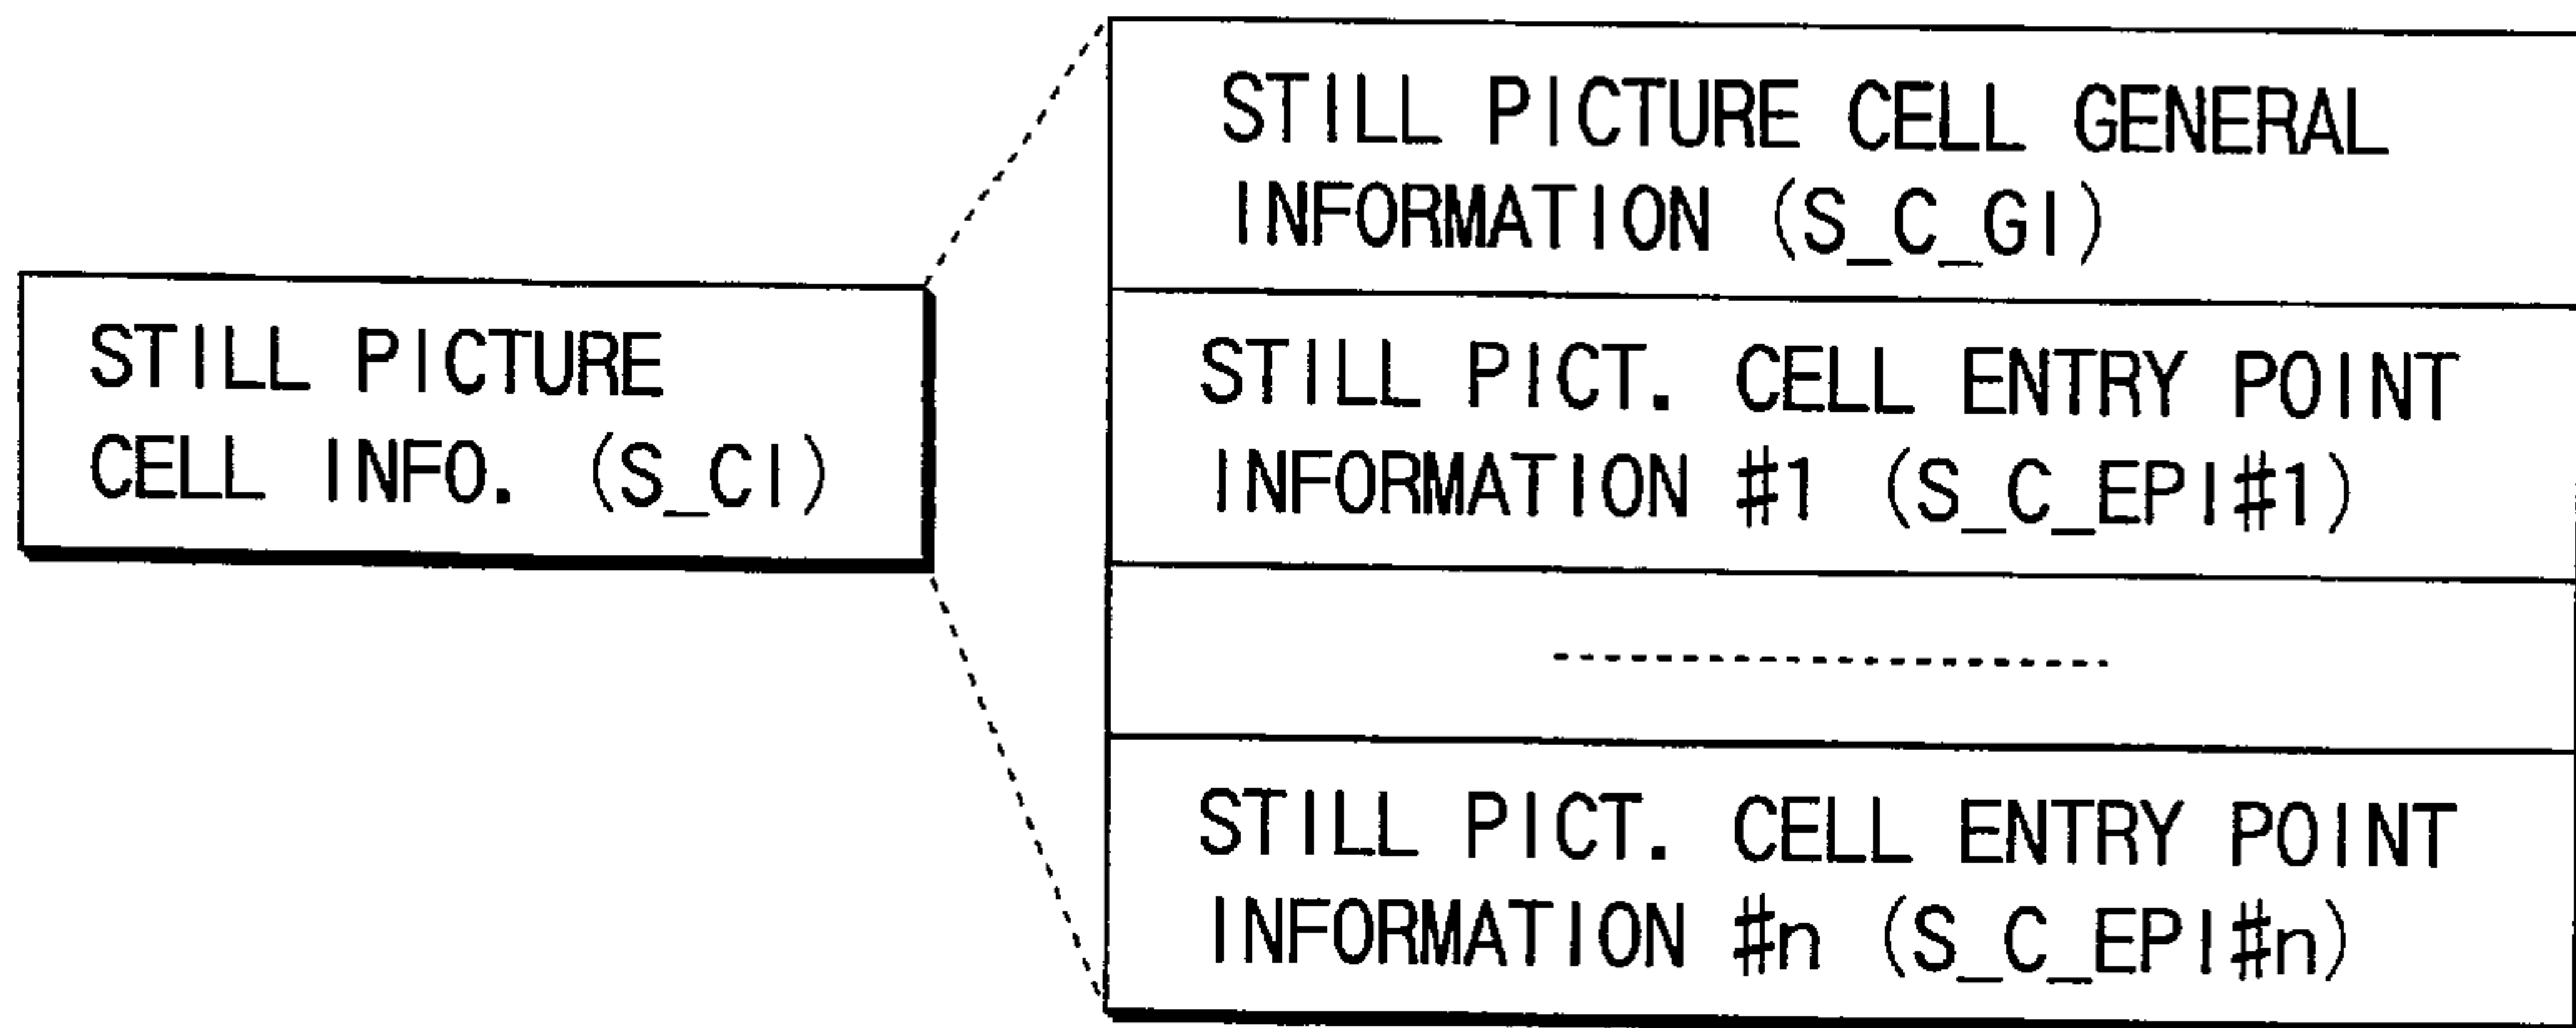 STILL PICTURE
CELL INFO. (S_CI)
STILL PICTURE CELL GENERAL
INFORMATION (S_C_GI)
STILL PICT. CELL ENTRY POINT
INFORMATION #1 (S_C_EPI#1)
STILL PICT. CELL ENTRY POINT
INFORMATION #n (S_C_EPI#n)